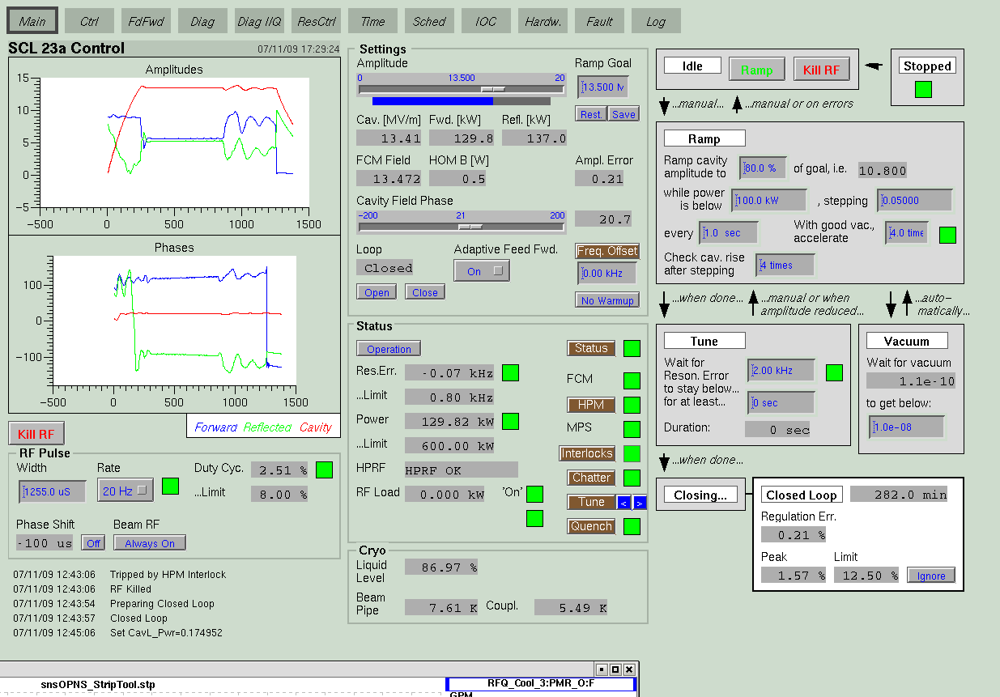 Main Ctrl FdFwd Diag Diag I/Q ResCtrl Time Sched IOC Hardw. Fault Log
SCL 23a Control 07/11/09 17:29:24
Amplitudes
15
10
5
0
-5
-500 0 500 1000 1500
Phases
100
0
-100
-500 0 500 1000 1500
Forward Reflected Cavity
Kill RF
RF Pulse
Width Rate Duty Cyc. 2.51 %
1255.0 uS 20 Hz ...Limit 8.00 %
Phase Shift Beam RF
-100 us Off Always On
07/11/09 12:43:06 Tripped by HPM Interlock
07/11/09 12:43:06 RF Killed
07/11/09 12:43:54 Preparing Closed Loop
07/11/09 12:43:57 Closed Loop
07/11/09 12:45:06 Set CavL_Pwr=0.174952
Settings
Amplitude Ramp Goal
0 13.500 20
13.500 M
Rest. Save
Cav. [MV/m] Fwd. [kW] Refl. [kW]
13.41 129.8 137.0
FCM Field HOM B [W] Ampl. Error
13.472 0.5 0.21
Cavity Field Phase
-200 21 200
20.7
Loop Adaptive Feed Fwd. Freq. Offset
Closed On 0.00 kHz
Open Close No Warmup
Status
Operation Status
Res.Err. -0.07 kHz FCM
...Limit 0.80 kHz HPM
Power 129.82 kW MPS
...Limit 600.00 kW Interlocks
HPRF HPRF OK Chatter
RF Load 0.000 kW 'On' Tune < >
Quench
Cryo
Liquid
Level 86.97 %
Beam
Pipe 7.61 K Coupl. 5.49 K
Idle Ramp Kill RF Stopped
...manual... ...manual or on errors
Ramp
Ramp cavity
amplitude to 80.0 % of goal, i.e. 10.800
while power
is below 100.0 kW , stepping 0.05000
every 1.0 sec With good vac.,
accelerate 4.0 time
Check cav. rise
after stepping 4 times
...when done... ...manual or when
amplitude reduced...
...auto-
matically...
Tune
Wait for
Reson. Error
to stay below... 2.00 kHz
for at least... 0 sec
Duration: 0 sec
Vacuum
Wait for vacuum
1.1e-10
to get below:
1.0e-08
...when done...
Closing... Closed Loop 282.0 min
Regulation Err.
0.21 %
Peak Limit
1.57 % 12.50 % Ignore
snsOPNS_StripTool.stp RFQ_Cool_3:PMR_O:F
GPM